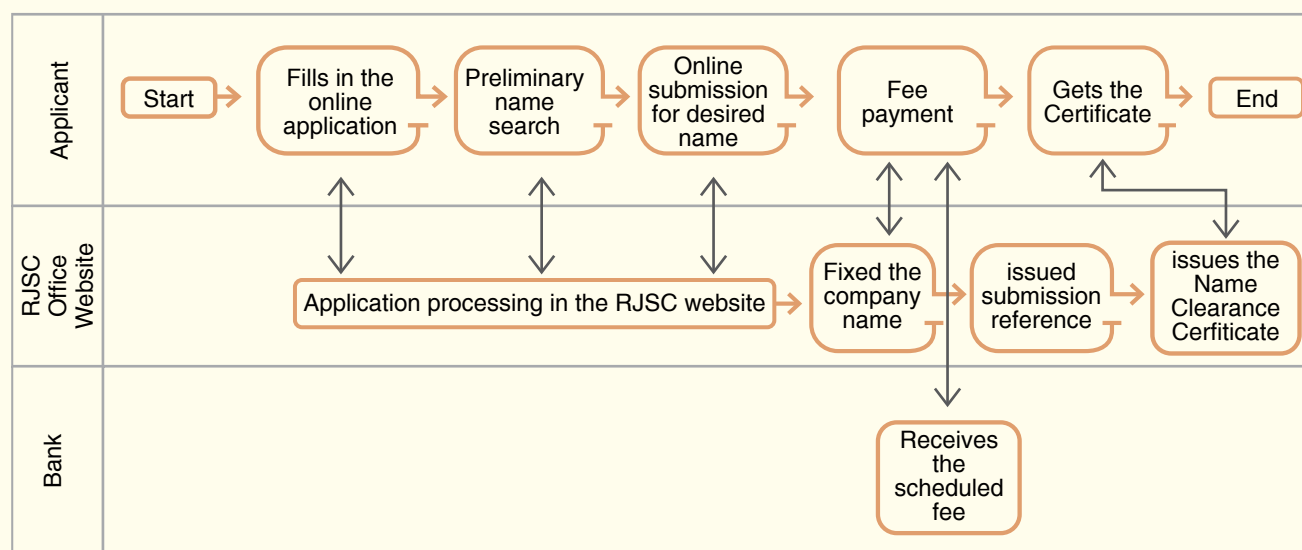 Applicant
Start
Fills in the
online
application
Preliminary
name
search
Online
submission
for desired
name
Fee
payment
Gets the
Certificate
End
RJSC
Office
Website
Application processing in the RJSC website
Fixed the
company
name
issued
submission
reference
issues the
Name
Clearance
Cerfiticate
Bank
Receives
the
scheduled
fee